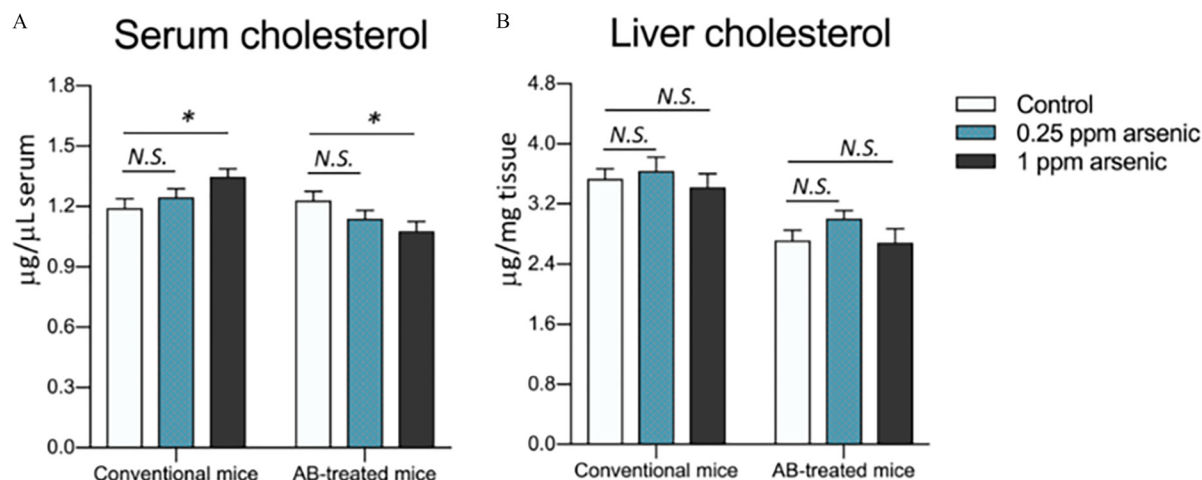 A
Serum cholesterol
μg/μL serum
1.8
1.5
1.2
0.9
0.6
0.3
0.0
*
N.S.
*
N.S.
Conventional mice
AB-treated mice
B
Liver cholesterol
μg/mg tissue
4.8
4.0
3.2
2.4
1.6
0.8
0.0
N.S.
N.S.
N.S.
N.S.
Conventional mice
AB-treated mice
Control
0.25 ppm arsenic
1 ppm arsenic